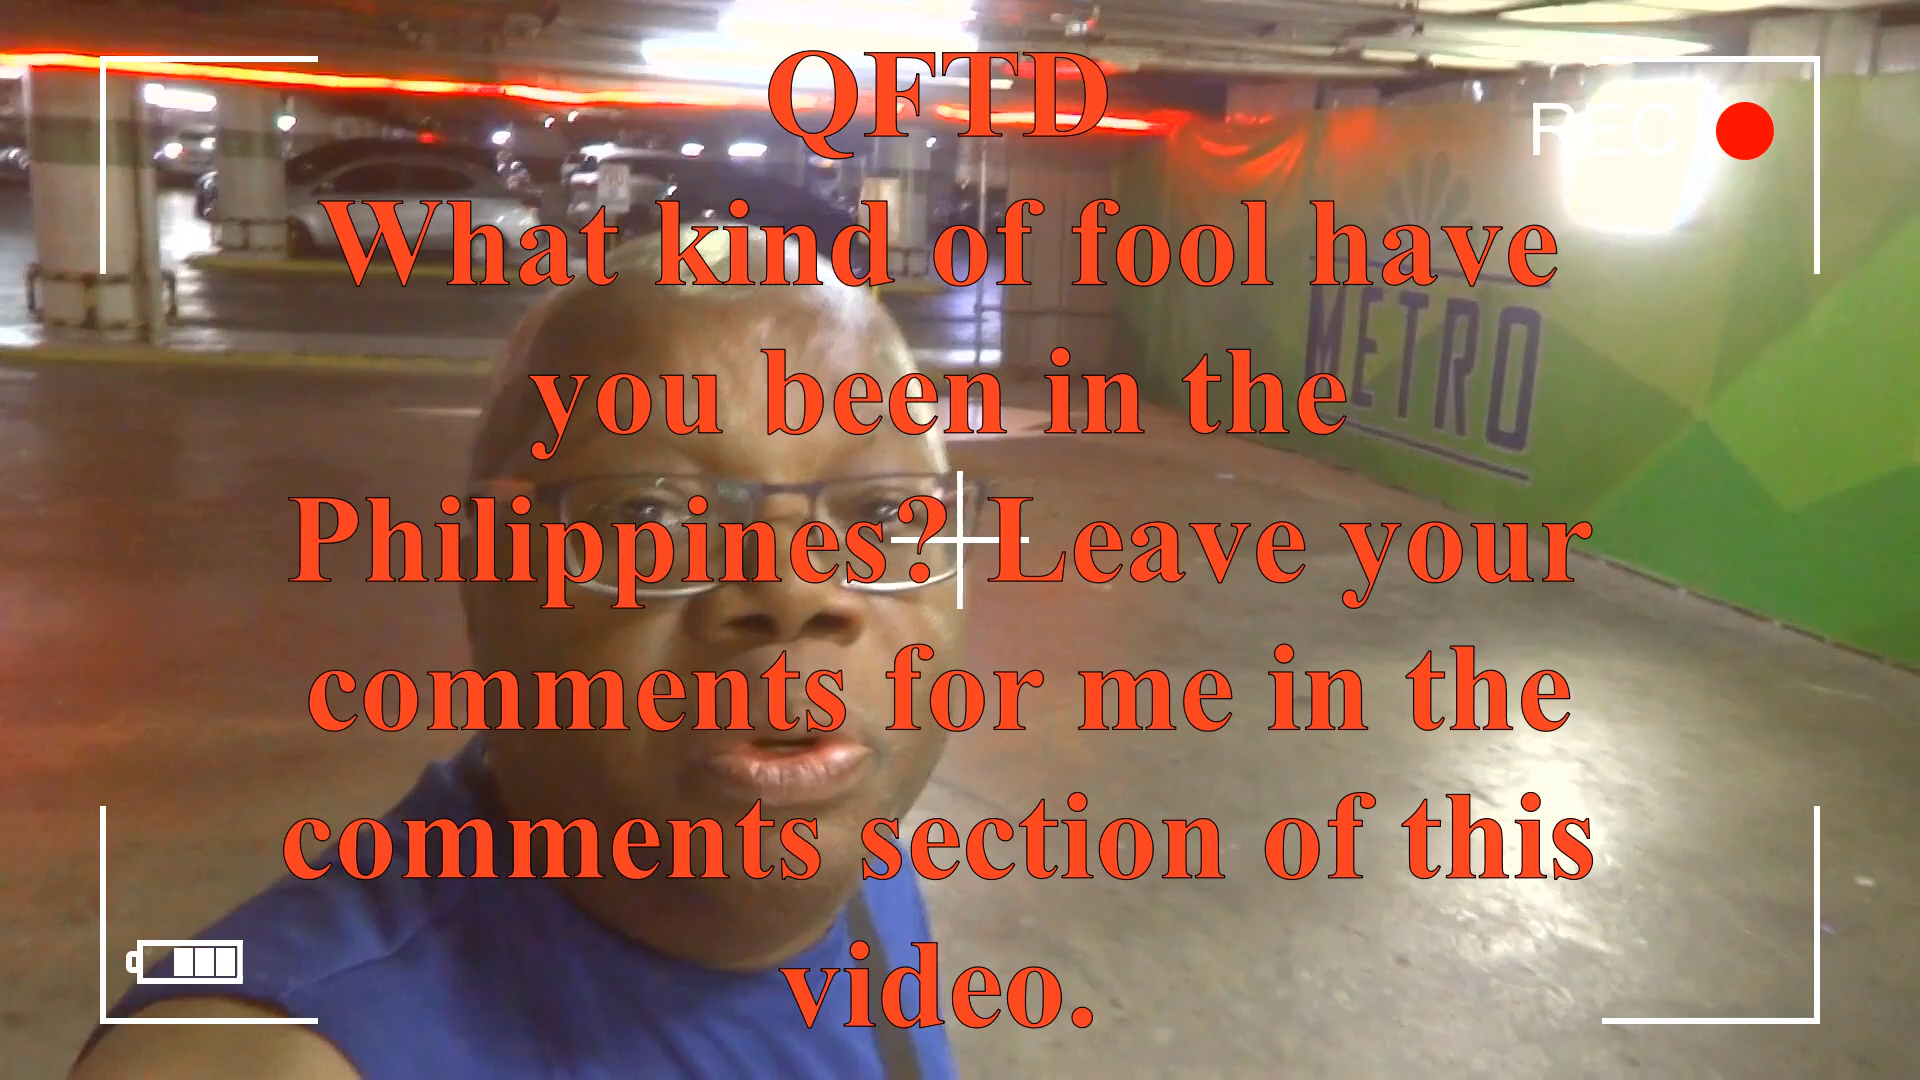 QFTD
REC
What kind of fool have
you been in the
METRO
Philippines? Leave your
comments for me in the
comments section of this
video.